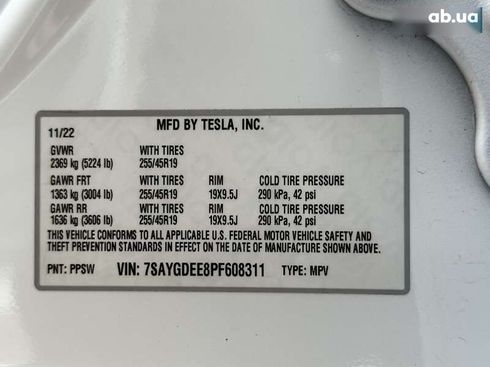 ab.ua
11/22 MFD BY TESLA, INC.
GVWR WITH TIRES
2369 kg (5224 lb) 255/45R19
GAWR FRT WITH TIRES RIM COLD TIRE PRESSURE
1363 kg (3004 lb) 255/45R19 19X9.5J 290 kPa, 42 psi
GAWR RR WITH TIRES RIM COLD TIRE PRESSURE
1636 kg (3606 lb) 255/45R19 19X9.5J 290 kPa, 42 psi
THIS VEHICLE CONFORMS TO ALL APPLICABLE U.S. FEDERAL MOTOR VEHICLE SAFETY AND
THEFT PREVENTION STANDARDS IN EFFECT ON THE DATE OF MANUFACTURE SHOWN ABOVE.
PNT: PPSW VIN: 7SAYGDEE8PF608311 TYPE: MPV